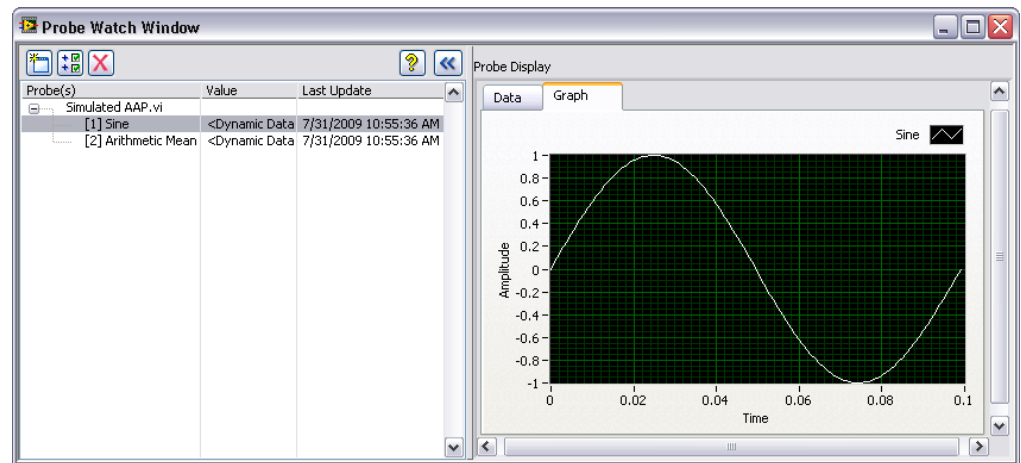 Probe Watch Window
Probe Display
Probe(s) Value Last Update
Simulated AAP.vi
[1] Sine <Dynamic Data 7/31/2009 10:55:36 AM
[2] Arithmetic Mean <Dynamic Data 7/31/2009 10:55:36 AM
Data Graph
Sine
Amplitude
1
0.8
0.6
0.4
0.2
0
-0.2
-0.4
-0.6
-0.8
-1
0 0.02 0.04 0.06 0.08 0.1
Time